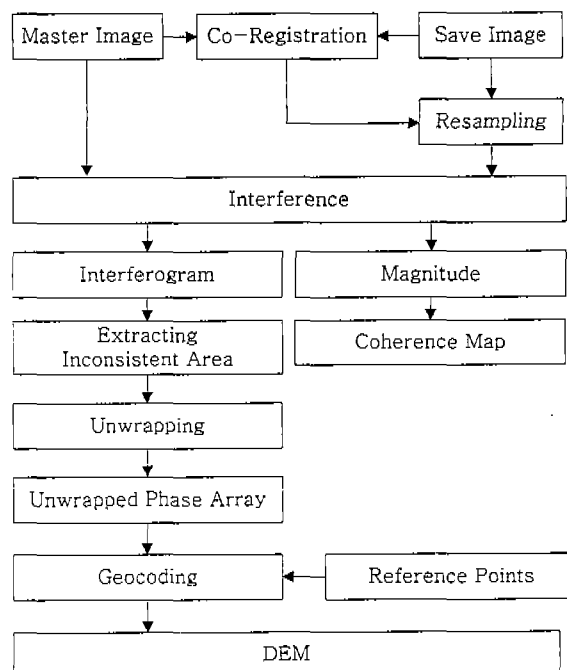 Master Image
Co-Registration
Save Image
Resampling
Interference
Interferogram
Magnitude
Extracting
Inconsistent Area
Coherence Map
Unwrapping
Unwrapped Phase Array
Geocoding
Reference Points
DEM